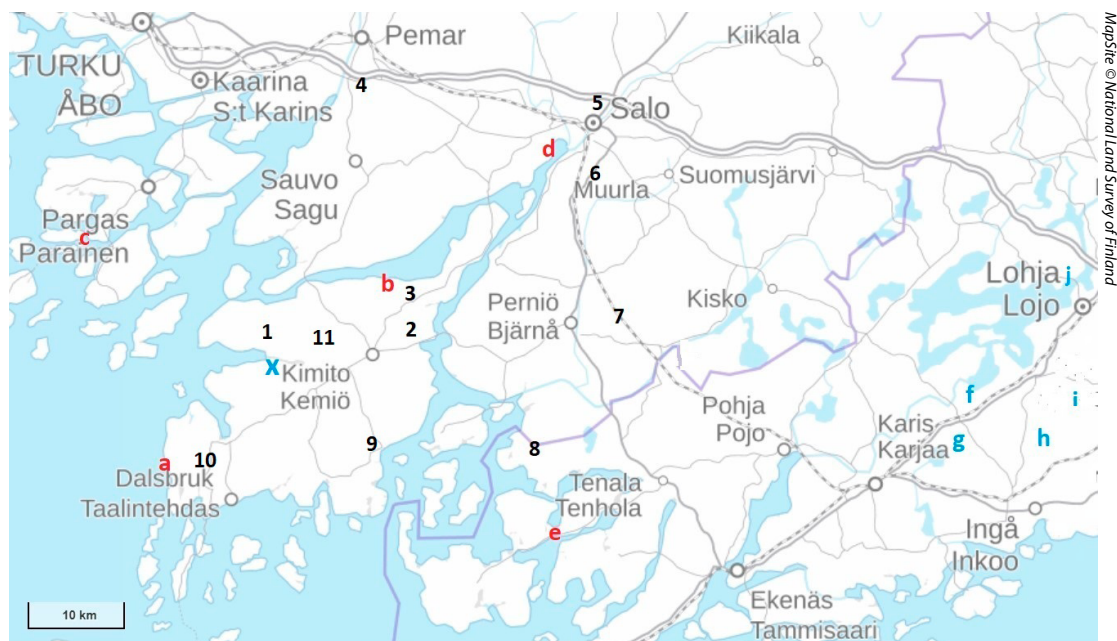 Pemar
Kiikala
TURKU
ÅBO
Kaarina
S:t Karins
4
5
Salo
d
6
Muurla
Suomusjärvi
Sauvo
Sagu
Pargas
c
Parainen
b
3
Lohja
j
Lojo
Kisko
Perniö
Bjärnå
7
1
11
2
x
Kimito
Kemiö
f
i
Pohja
Pojo
Karis
Karjaa
g
h
9
8
a
10
Dalsbruk
Taalintehdas
Tenala
Tenhola
e
Ingå
Inkoo
10 km
Ekenäs
Tammisaari
MapSite ©National Land Survey of Finland